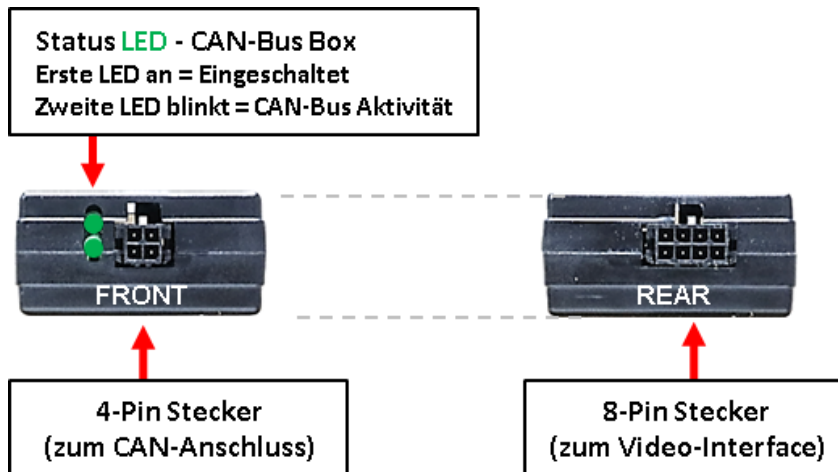 Status LED - CAN-Bus Box
Erste LED an = Eingeschaltet
Zweite LED blinkt = CAN-Bus Aktivität
FRONT
REAR
4-Pin Stecker
(zum CAN-Anschluss)
8-Pin Stecker
(zum Video-Interface)